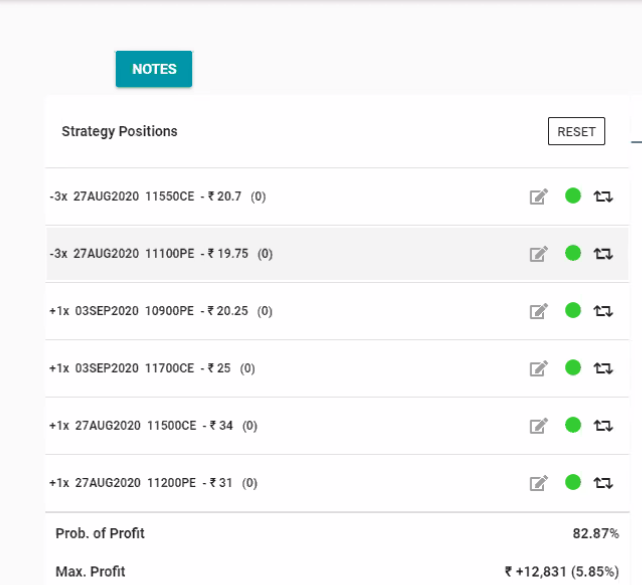 NOTES
Strategy Positions
RESET
-3x 27AUG2020 11550CE - ₹ 20.7 (0)
-3x 27AUG2020 11100PE - ₹ 19.75 (0)
+1x 03SEP2020 10900PE - ₹ 20.25 (0)
+1x 03SEP2020 11700CE - ₹ 25 (0)
+1x 27AUG2020 11500CE - ₹ 34 (0)
+1x 27AUG2020 11200PE - ₹ 31 (0)
Prob. of Profit 82.87%
Max. Profit ₹ +12,831 (5.85%)